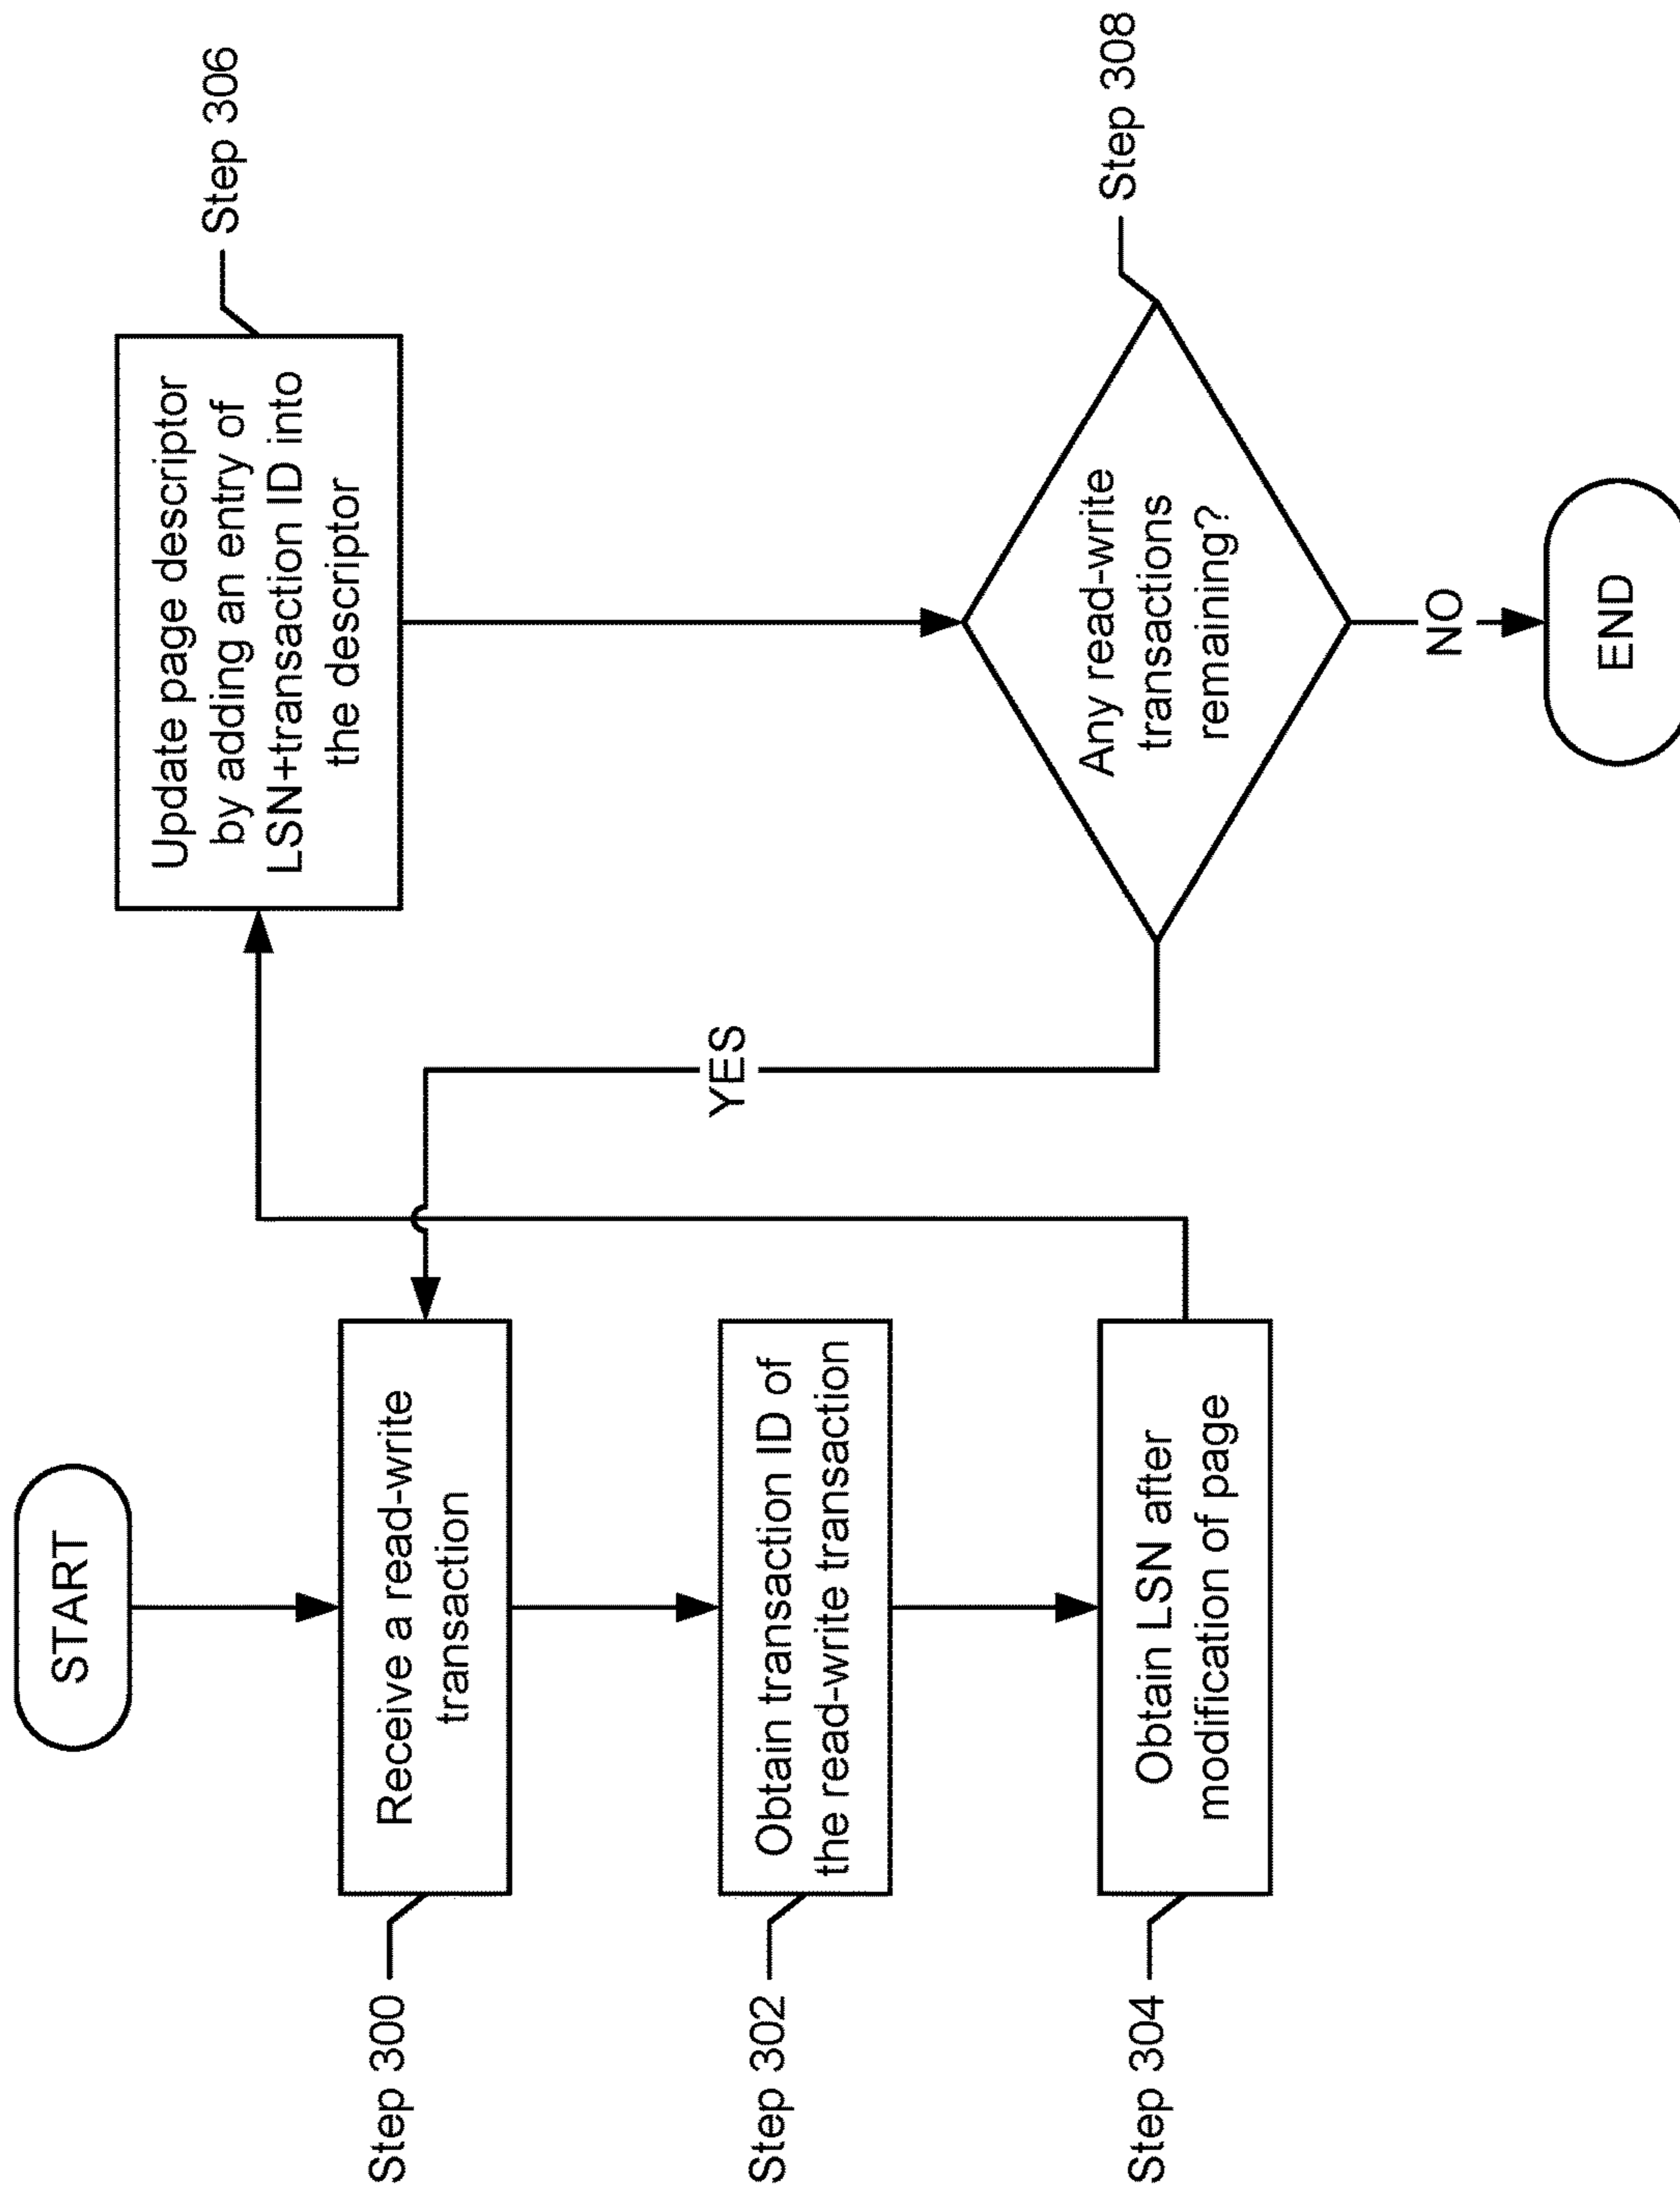 START
Step 300
Receive a read-write
transaction
Step 302
Obtain transaction ID of
the read-write transaction
Step 304
Obtain LSN after
modification of page
Update page descriptor
by adding an entry of
LSN+transaction ID into
the descriptor
Step 306
YES
Any read-write
transactions
remaining?
Step 308
NO
END